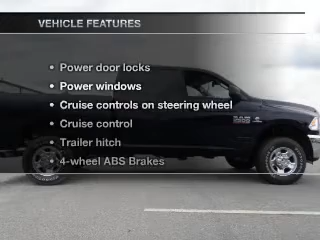 VEHICLE FEATURES
• Power door locks
• Power windows
• Cruise controls on steering wheel
• Cruise control
• Trailer hitch
• 4-wheel ABS Brakes
RAM